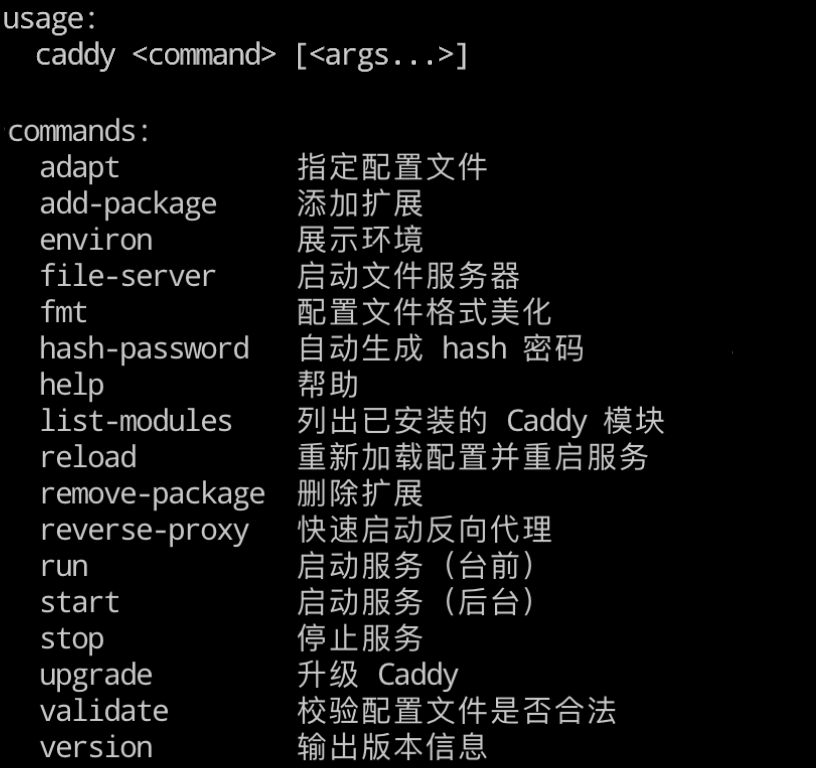 usage:
caddy <command> [<args...>]
commands:
adapt 指定配置文件
add-package 添加扩展
environ 展示环境
file-server 启动文件服务器
fmt 配置文件格式美化
hash-password 自动生成 hash 密码
help 帮助
list-modules 列出已安装的 Caddy 模块
reload 重新加载配置并重启服务
remove-package 删除扩展
reverse-proxy 快速启动反向代理
run 启动服务 (台前)
start 启动服务 (后台)
stop 停止服务
upgrade 升级 Caddy
validate 校验配置文件是否合法
version 输出版本信息